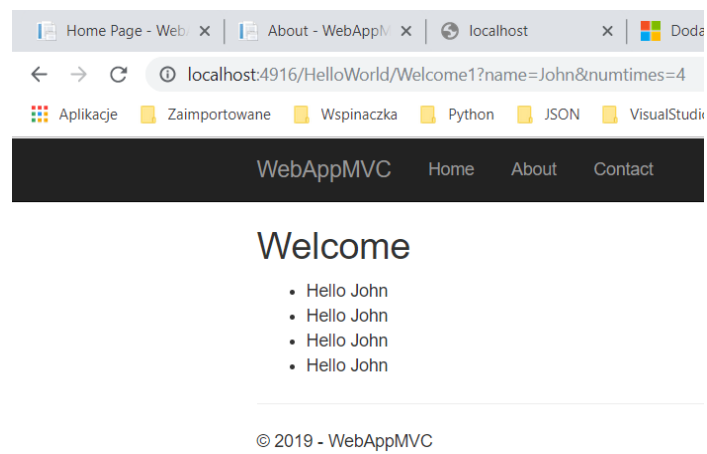 Home Page - Web About - WebAppM localhost Doda
localhost:4916/HelloWorld/Welcome1?name=John&numtimes=4
Aplikacje Zaimportowane Wspinaczka Python JSON VisualStudio
WebAppMVC Home About Contact
Welcome
• Hello John
• Hello John
• Hello John
• Hello John
© 2019 - WebAppMVC